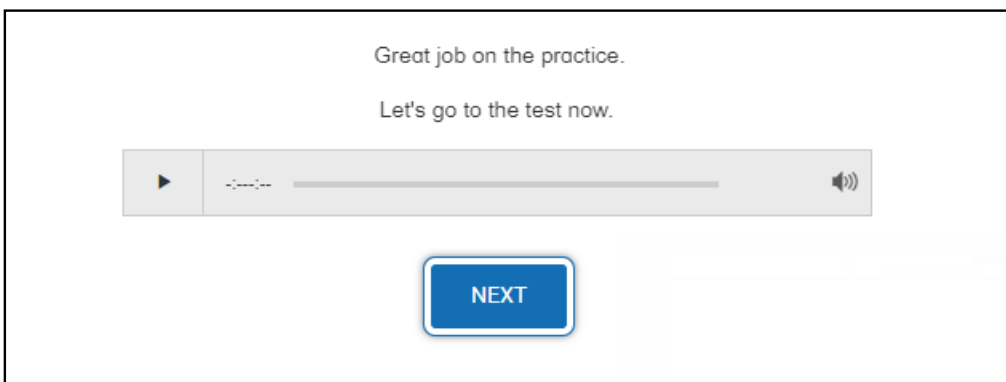 Great job on the practice.
Let's go to the test now.
-:--:--
NEXT